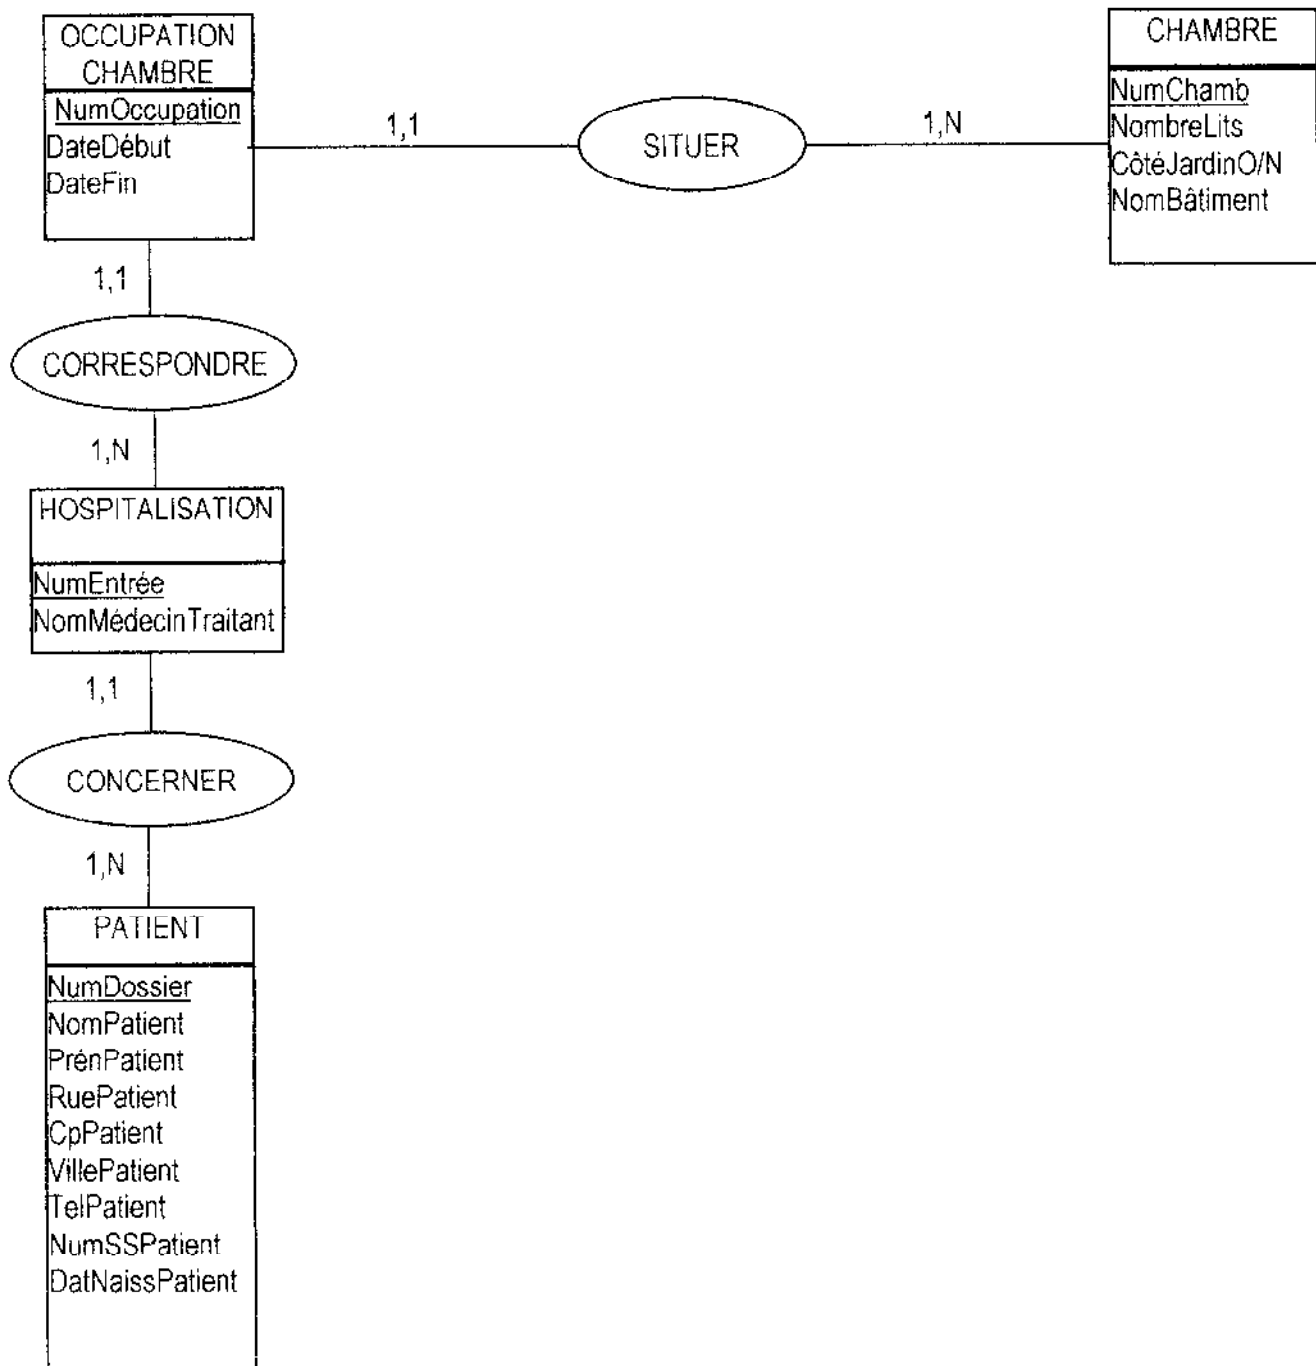 OCCUPATION
CHAMBRE
NumOccupation
DateDébut
DateFin
1,1
SITUER
1,N
CHAMBRE
NumChamb
NombreLits
CôtéJardinO/N
NomBâtiment
1,1
CORRESPONDRE
1,N
HOSPITALISATION
NumEntrée
NomMédecinTraitant
1,1
CONCERNER
1,N
PATIENT
NumDossier
NomPatient
PrénPatient
RuePatient
CpPatient
VillePatient
TelPatient
NumSSPatient
DatNaissPatient